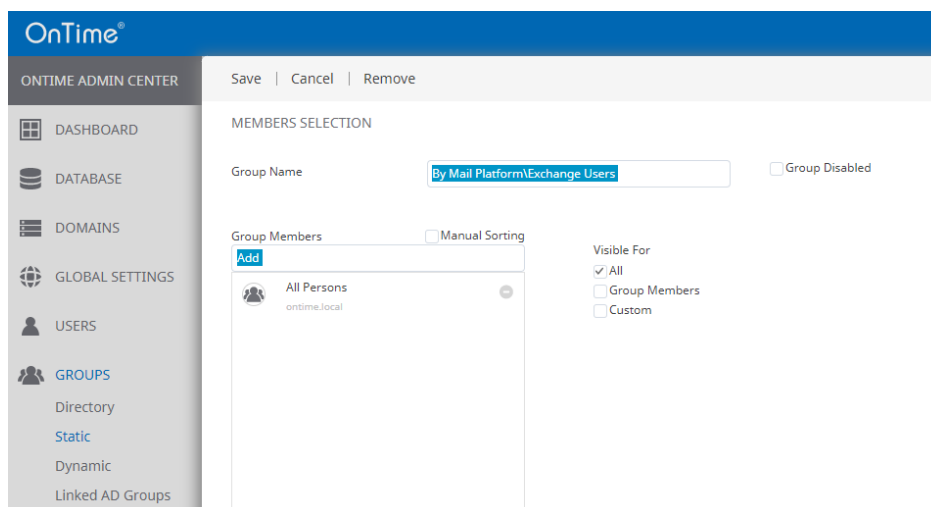 OnTime®
ONTIME ADMIN CENTER
Save | Cancel | Remove
DASHBOARD
DATABASE
DOMAINS
GLOBAL SETTINGS
USERS
GROUPS
Directory
Static
Dynamic
Linked AD Groups
MEMBERS SELECTION
Group Name
By Mail Platform\Exchange Users
Group Disabled
Group Members
Manual Sorting
Add
All Persons
ontime.local
Visible For
All
Group Members
Custom